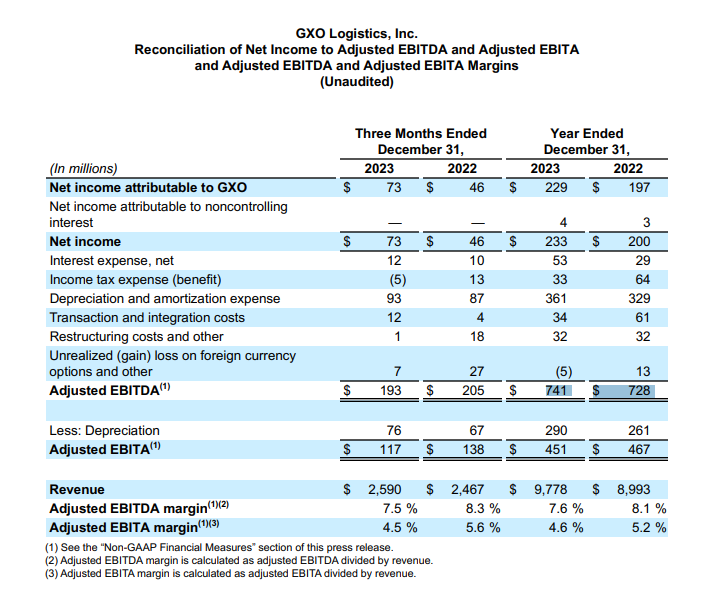 GXO Logistics, Inc.
Reconciliation of Net Income to Adjusted EBITDA and Adjusted EBITA
and Adjusted EBITDA and Adjusted EBITA Margins
(Unaudited)
Three Months Ended Year Ended
December 31, December 31,
(In millions) 2023 2022 2023 2022
Net income attributable to GXO $ 73 $ 46 $ 229 $ 197
Net income attributable to noncontrolling
interest — — 4 3
Net income $ 73 $ 46 $ 233 $ 200
Interest expense, net 12 10 53 29
Income tax expense (benefit) (5) 13 33 64
Depreciation and amortization expense 93 87 361 329
Transaction and integration costs 12 4 34 61
Restructuring costs and other 1 18 32 32
Unrealized (gain) loss on foreign currency
options and other 7 27 (5) 13
Adjusted EBITDA(1) $ 193 $ 205 $ 741 $ 728
Less: Depreciation 76 67 290 261
Adjusted EBITA(1) $ 117 $ 138 $ 451 $ 467
Revenue $ 2,590 $ 2,467 $ 9,778 $ 8,993
Adjusted EBITDA margin(1)(2) 7.5 % 8.3 % 7.6 % 8.1 %
Adjusted EBITA margin(1)(3) 4.5 % 5.6 % 4.6 % 5.2 %
(1) See the “Non-GAAP Financial Measures” section of this press release.
(2) Adjusted EBITDA margin is calculated as adjusted EBITDA divided by revenue.
(3) Adjusted EBITA margin is calculated as adjusted EBITA divided by revenue.